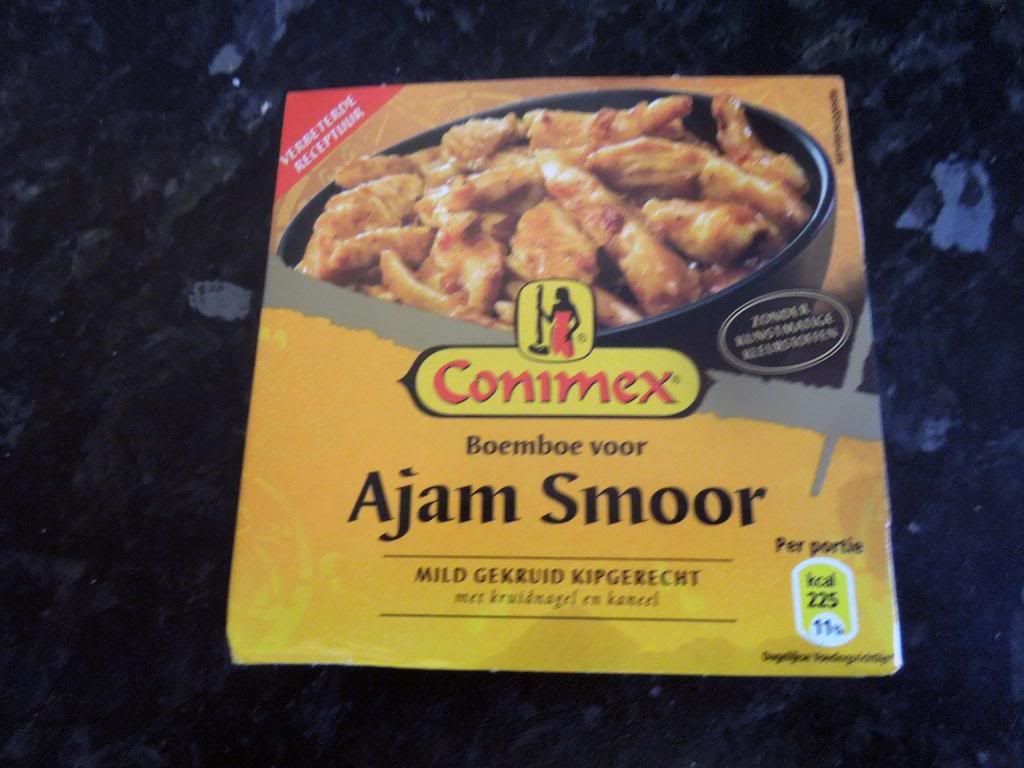 VERBETERDE
RECEPTUUR
ZONDER
KUNSTMATIGE
KLEURSTOFFEN
Conimex
Boemboe voor
Ajam Smoor
MILD GEKRUID KIPGERECHT
met kruidnagel en kaneel
Per portie
kcal
225
11%